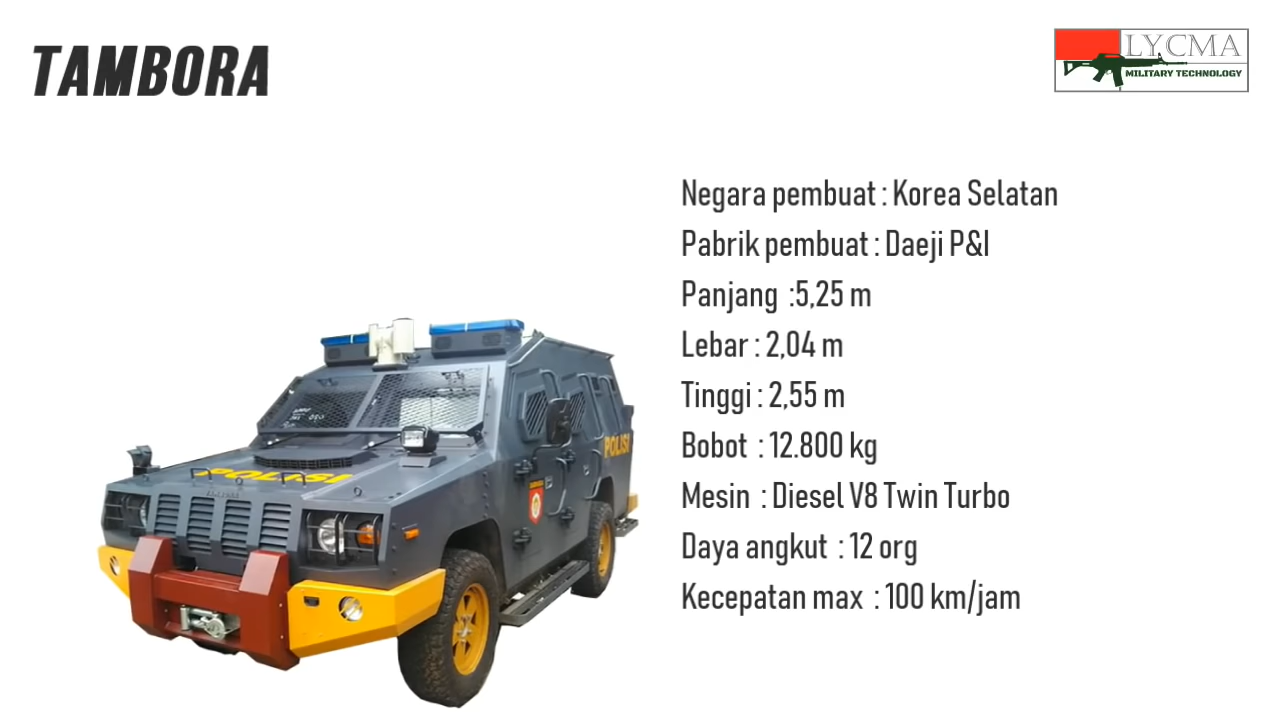 TAMBORA
LYCMA
MILITARY TECHNOLOGY
Negara pembuat : Korea Selatan
Pabrik pembuat : Daeji P&I
Panjang :5,25 m
Lebar : 2,04 m
Tinggi : 2,55 m
Bobot : 12.800 kg
Mesin : Diesel V8 Twin Turbo
Daya angkut : 12 org
Kecepatan max : 100 km/jam
POLISI
POLISI